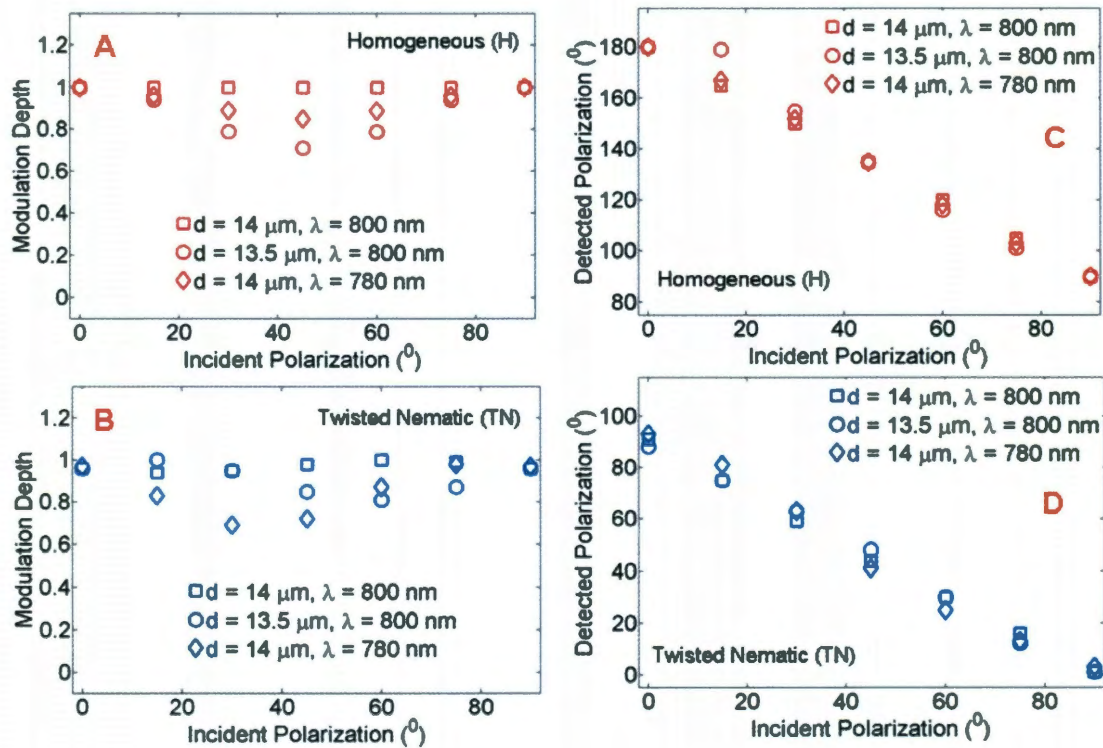 A
Homogeneous (H)
Modulation Depth
1.2
1
0.8
0.6
0.4
0.2
0
d = 14 μm, λ = 800 nm
d = 13.5 μm, λ = 800 nm
d = 14 μm, λ = 780 nm
0 20 40 60 80
Incident Polarization (⁰)
C
Homogeneous (H)
Detected Polarization (⁰)
180
160
140
120
100
80
d = 14 μm, λ = 800 nm
d = 13.5 μm, λ = 800 nm
d = 14 μm, λ = 780 nm
0 20 40 60 80
Incident Polarization (⁰)
B
Twisted Nematic (TN)
Modulation Depth
1.2
1
0.8
0.6
0.4
0.2
0
d = 14 μm, λ = 800 nm
d = 13.5 μm, λ = 800 nm
d = 14 μm, λ = 780 nm
0 20 40 60 80
Incident Polarization (⁰)
D
Twisted Nematic (TN)
Detected Polarization (⁰)
100
80
60
40
20
0
d = 14 μm, λ = 800 nm
d = 13.5 μm, λ = 800 nm
d = 14 μm, λ = 780 nm
0 20 40 60 80
Incident Polarization (⁰)